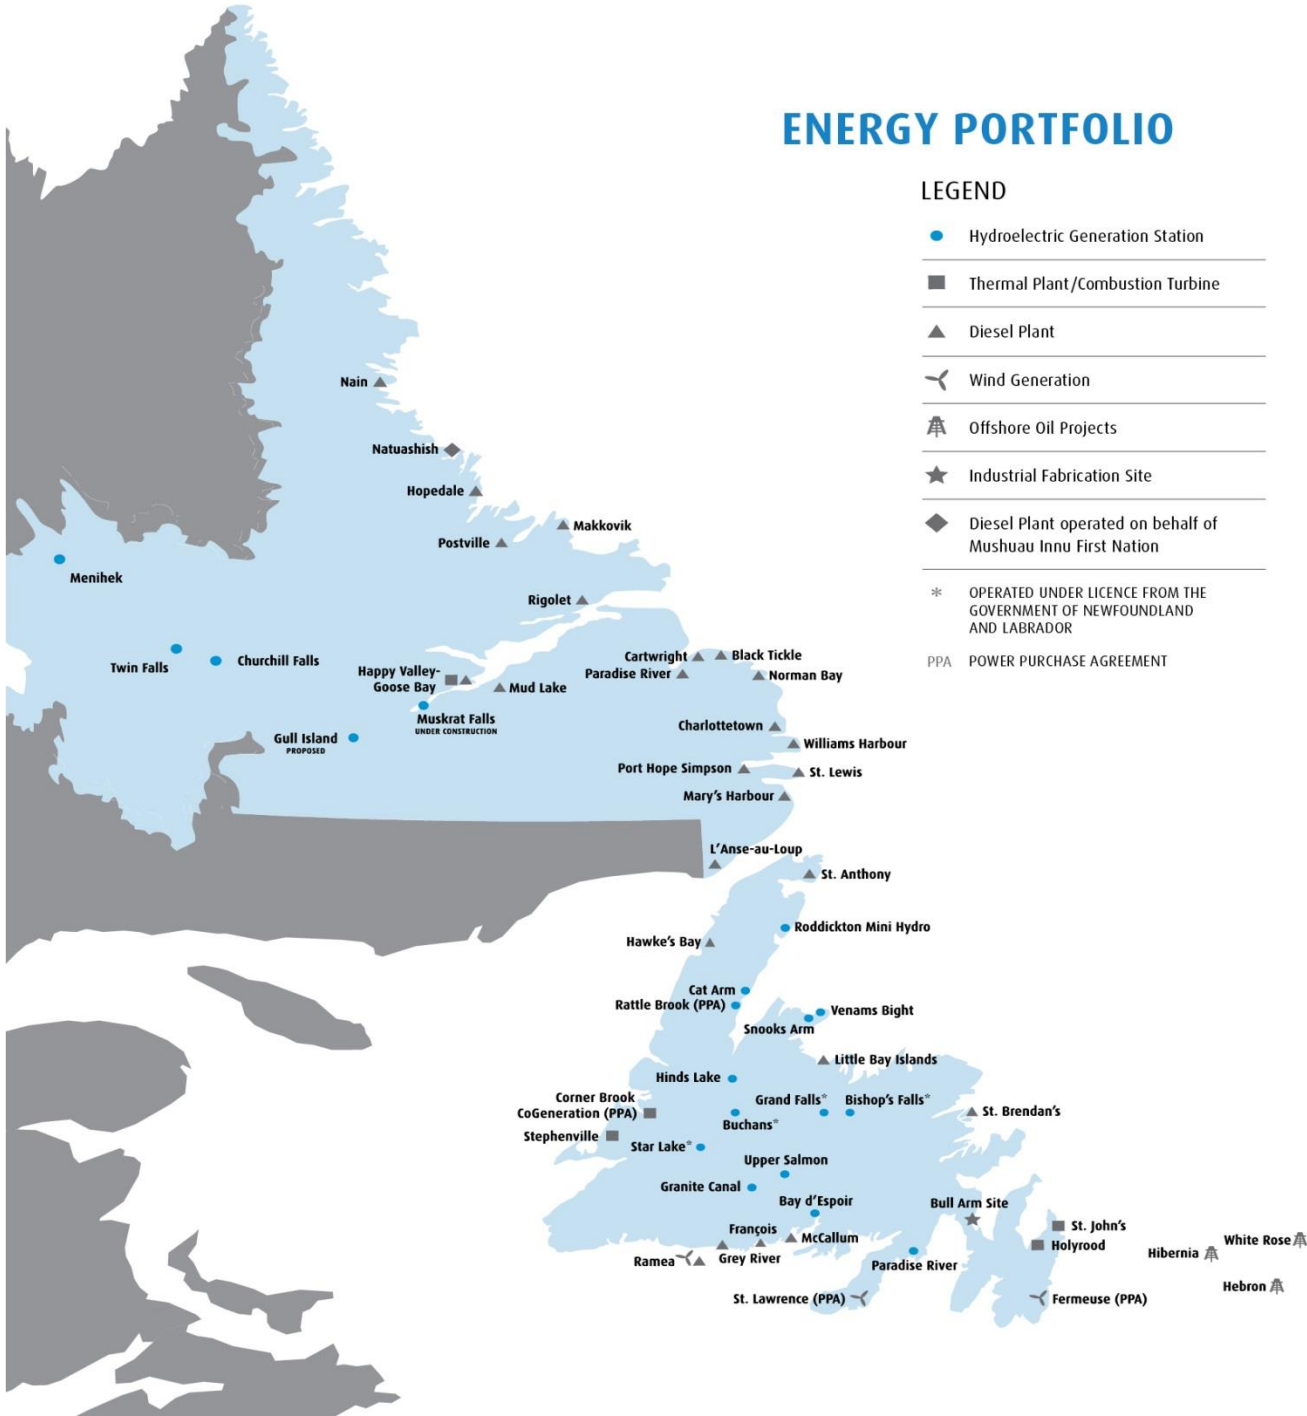 ENERGY PORTFOLIO
LEGEND
Hydroelectric Generation Station
Thermal Plant/Combustion Turbine
Diesel Plant
Wind Generation
Offshore Oil Projects
Industrial Fabrication Site
Diesel Plant operated on behalf of
Mushuau Innu First Nation
* OPERATED UNDER LICENCE FROM THE
GOVERNMENT OF NEWFOUNDLAND
AND LABRADOR
PPA POWER PURCHASE AGREEMENT
Nain
Natuashish
Hopedale
Makkovik
Postville
Menihek
Rigolet
Twin Falls
Churchill Falls
Happy Valley-
Goose Bay
Mud Lake
Cartwright
Black Tickle
Paradise River
Norman Bay
Muskrat Falls
UNDER CONSTRUCTION
Gull Island
PROPOSED
Charlottetown
Williams Harbour
Port Hope Simpson
St. Lewis
Mary's Harbour
L'Anse-au-Loup
St. Anthony
Roddickton Mini Hydro
Hawke's Bay
Cat Arm
Rattle Brook (PPA)
Venams Bight
Snooks Arm
Little Bay Islands
Hinds Lake
Corner Brook
CoGeneration (PPA)
Grand Falls*
Bishop's Falls*
St. Brendan's
Buchans*
Stephenville
Star Lake*
Upper Salmon
Granite Canal
Bay d'Espoir
Bull Arm Site
St. John's
François
McCallum
Holyrood
Hibernia
White Rose
Ramea
Grey River
Paradise River
Hebron
St. Lawrence (PPA)
Fermeuse (PPA)